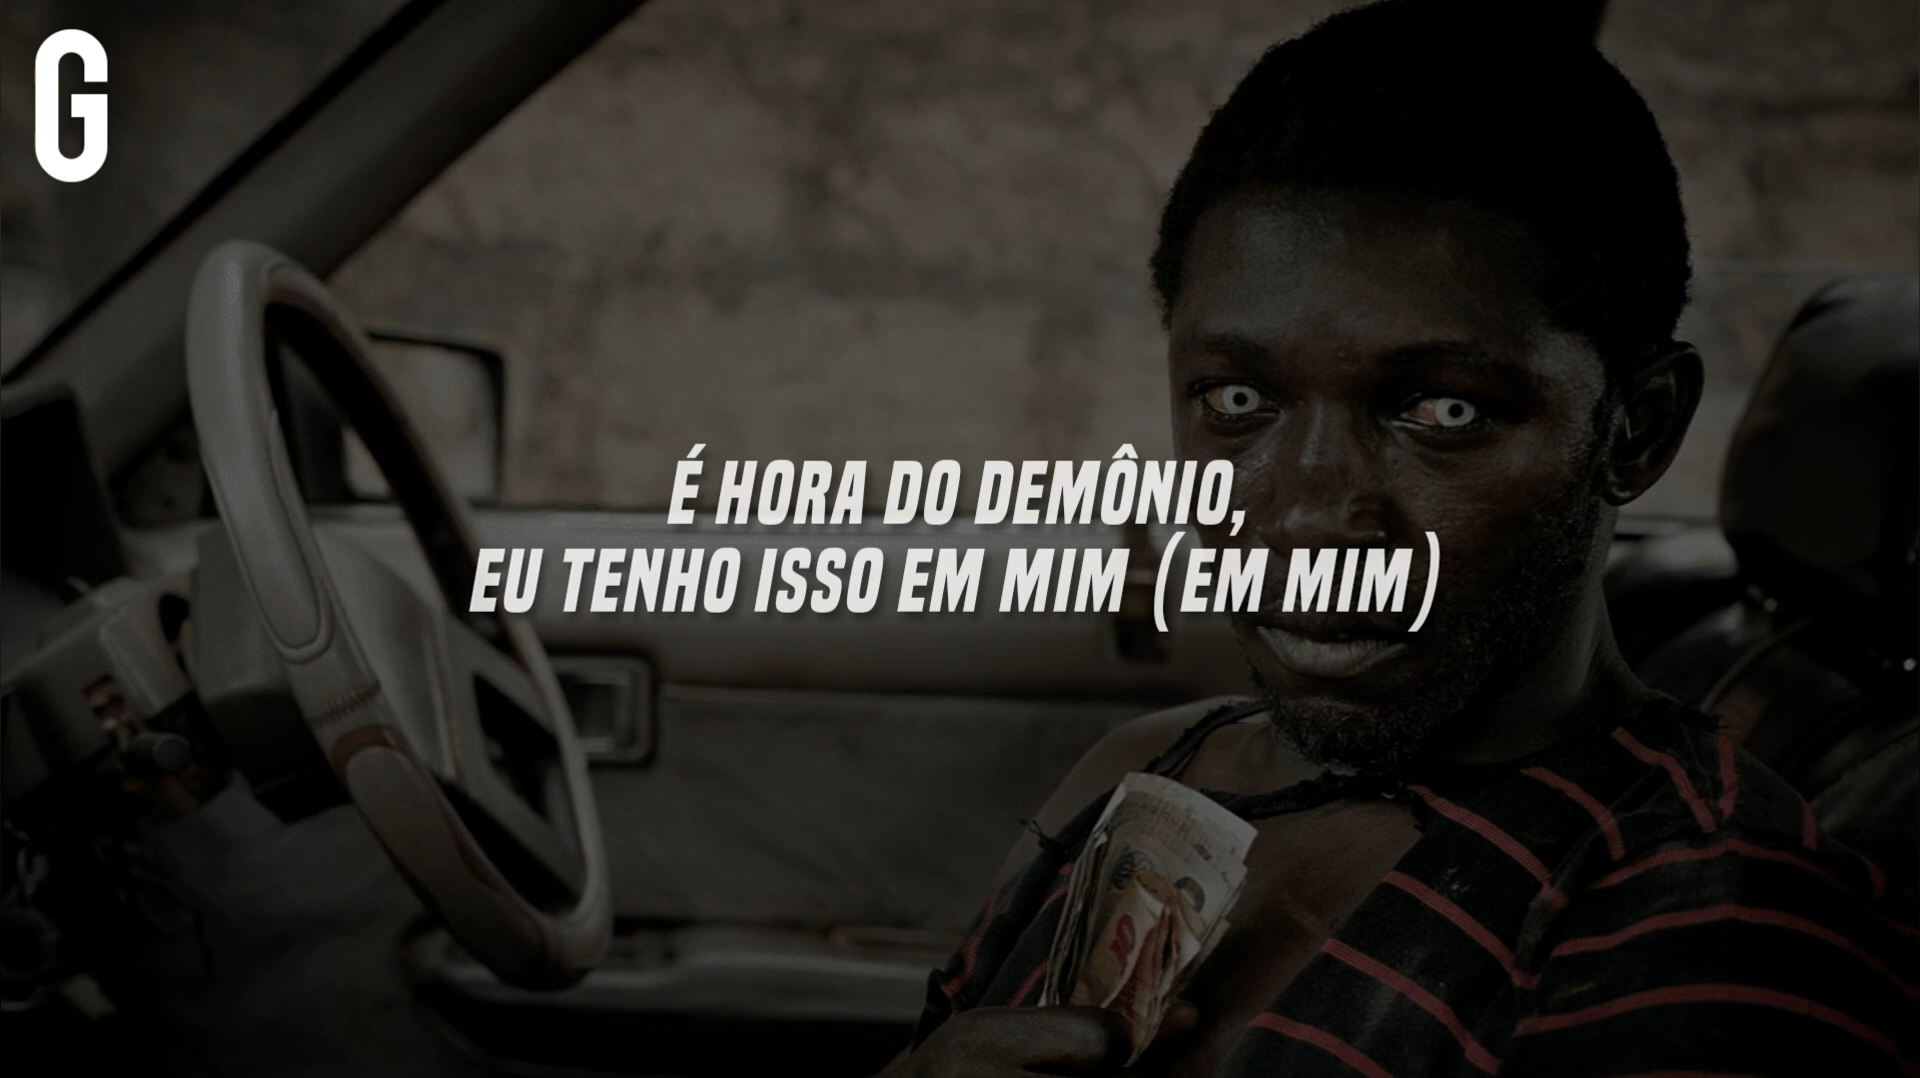 G
É HORA DO DEMÔNIO,
EU TENHO ISSO EM MIM (EM MIM)